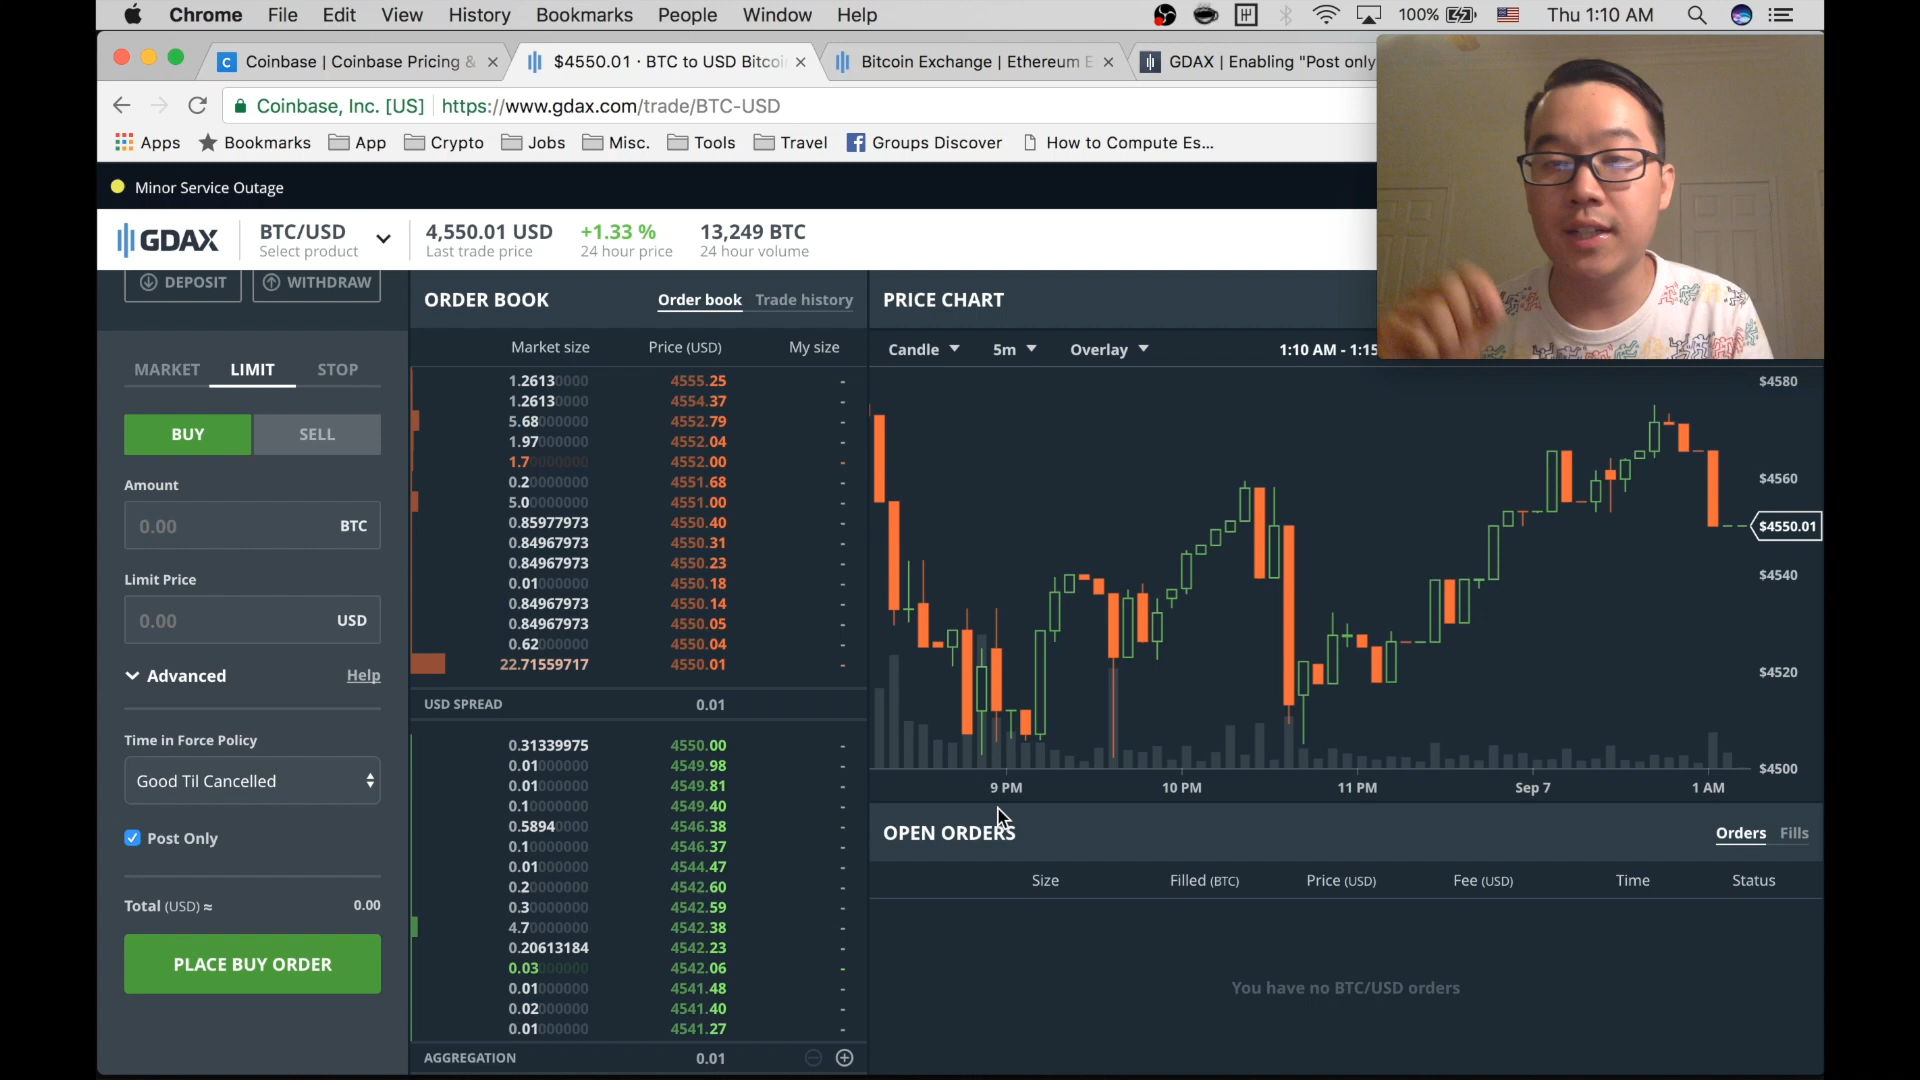 Chrome File Edit View History Bookmarks People Window Help 100% Thu 1:10 AM
Coinbase | Coinbase Pricing & $4550.01 · BTC to USD Bitcoi Bitcoin Exchange | Ethereum E GDAX | Enabling "Post only
Coinbase, Inc. [US] https://www.gdax.com/trade/BTC-USD
Apps Bookmarks App Crypto Jobs Misc. Tools Travel Groups Discover How to Compute Es...
Minor Service Outage
GDAX BTC/USD 4,550.01 USD +1.33 % 13,249 BTC
Select product Last trade price 24 hour price 24 hour volume
DEPOSIT WITHDRAW
MARKET LIMIT STOP
BUY SELL
Amount
0.00 BTC
Limit Price
0.00 USD
Advanced Help
Time in Force Policy
Good Til Cancelled
Post Only
Total (USD) ≈ 0.00
PLACE BUY ORDER
ORDER BOOK Order book Trade history
Market size Price (USD) My size
1.26130000 4555.25 -
1.26130000 4554.37 -
5.68000000 4552.79 -
1.97000000 4552.04 -
1.70000000 4552.00 -
0.20000000 4551.68 -
5.00000000 4551.00 -
0.85977973 4550.40 -
0.84967973 4550.31 -
0.84967973 4550.23 -
0.01000000 4550.18 -
0.84967973 4550.14 -
0.84967973 4550.05 -
0.62000000 4550.04 -
22.71559717 4550.01 -
USD SPREAD 0.01
0.31339975 4550.00 -
0.01000000 4549.98 -
0.01000000 4549.81 -
0.10000000 4549.40 -
0.58940000 4546.38 -
0.10000000 4546.37 -
0.01000000 4544.47 -
0.20000000 4542.60 -
0.30000000 4542.59 -
4.70000000 4542.38 -
0.20613184 4542.23 -
0.03000000 4542.06 -
0.01000000 4541.48 -
0.02000000 4541.40 -
0.01000000 4541.27 -
AGGREGATION 0.01
PRICE CHART
Candle 5m Overlay 1:10 AM - 1:15
$4580
$4560
$4550.01
$4540
$4520
$4500
9 PM 10 PM 11 PM Sep 7 1 AM
OPEN ORDERS Orders Fills
Size Filled (BTC) Price (USD) Fee (USD) Time Status
You have no BTC/USD orders